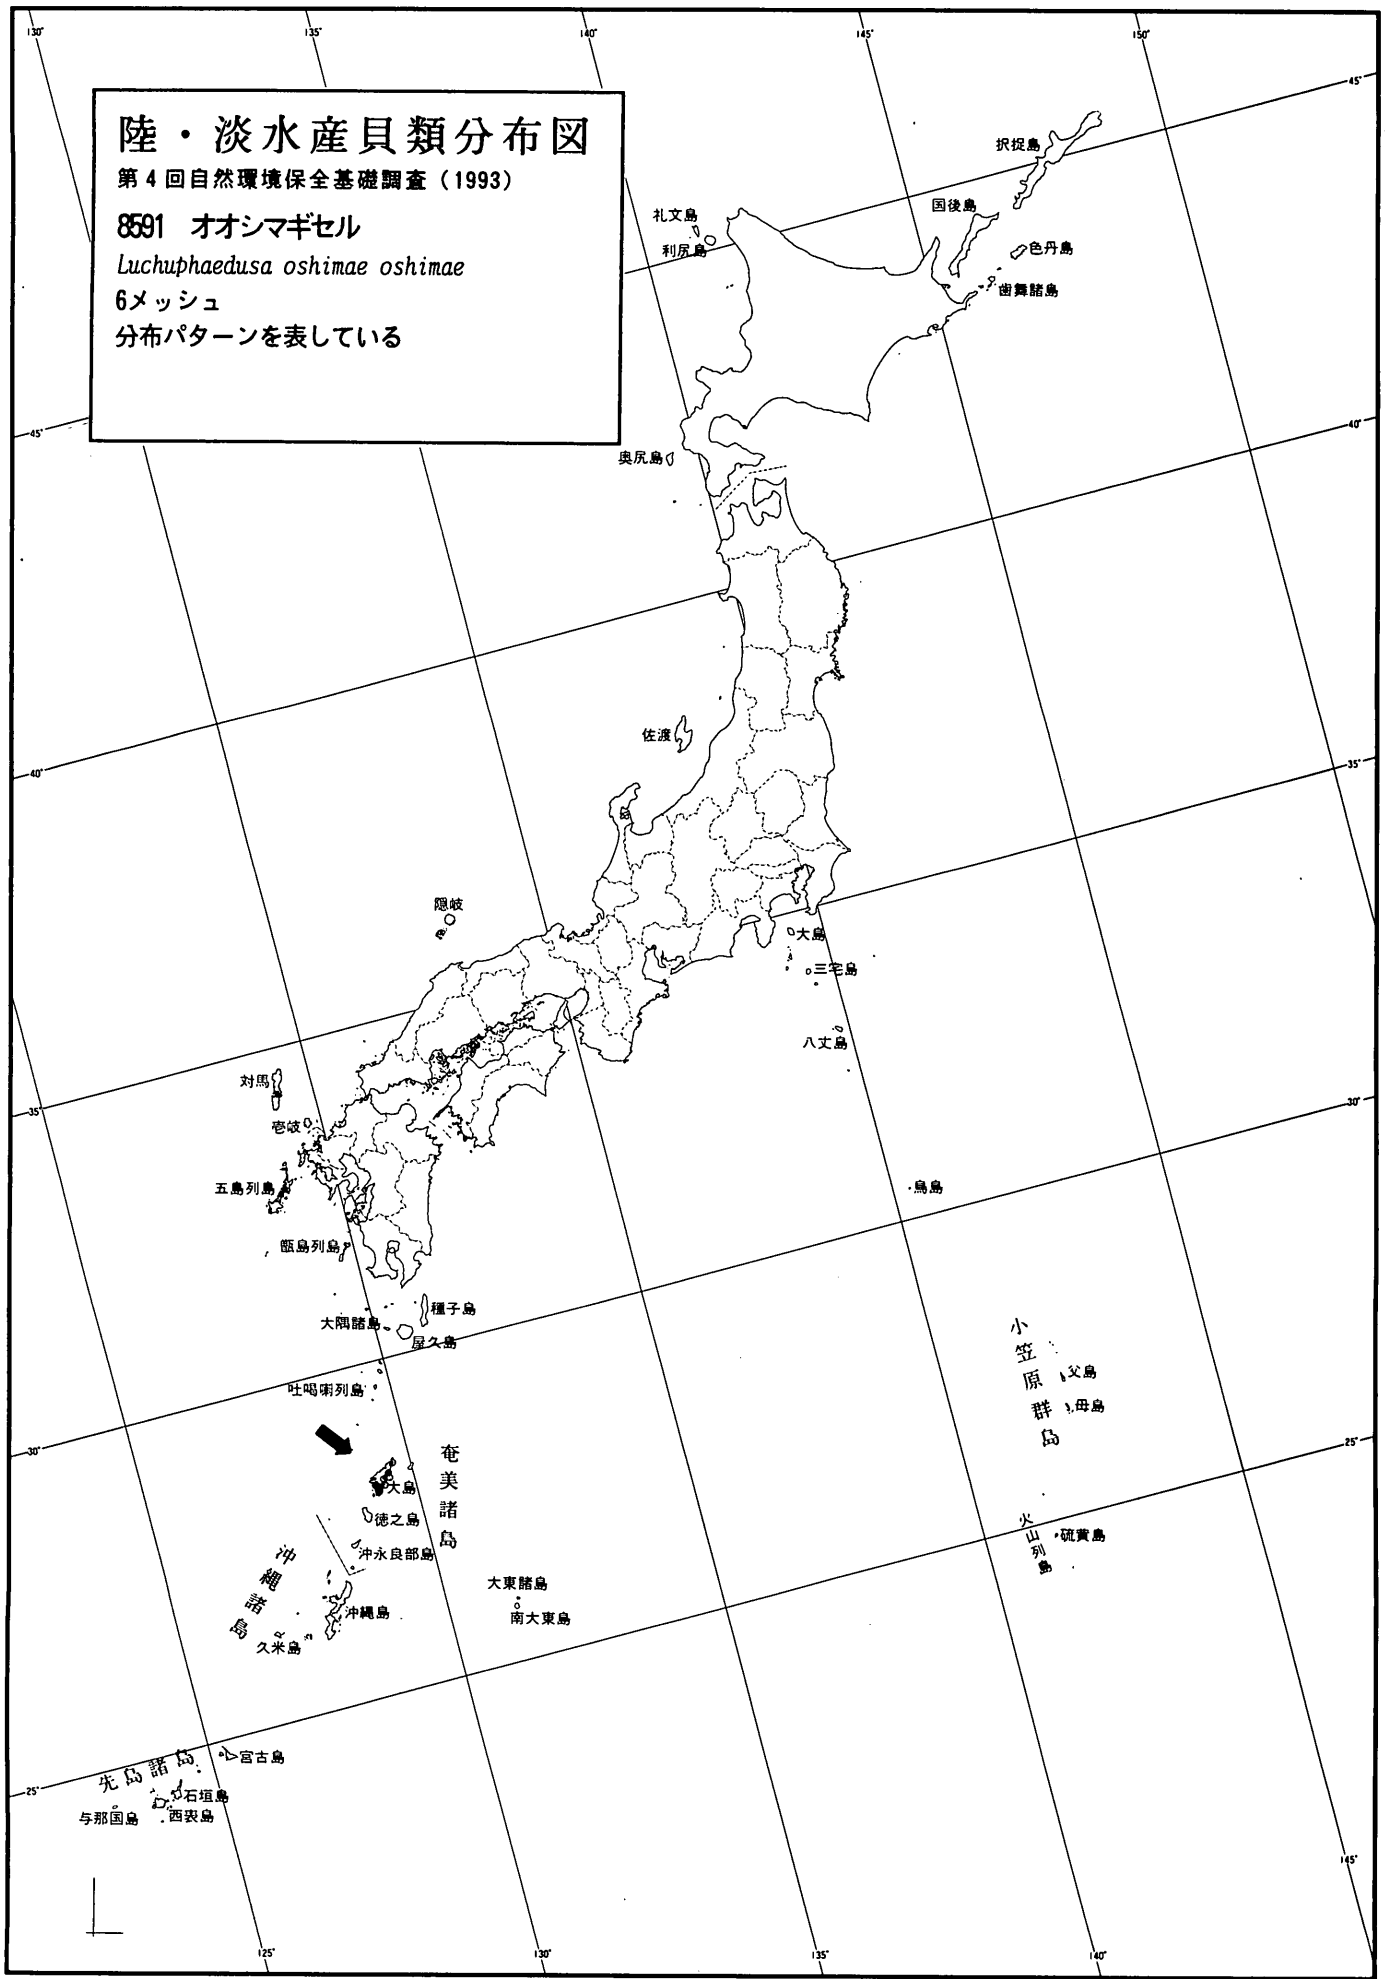 130°
135°
140°
145°
150°
陸・淡水産貝類分布図
第4回自然環境保全基礎調査（1993）
8591 オオシマギセル
Luchuphaedusa oshimae oshimae
6メッシュ
分布パターンを表している
45°
択捉島
国後島
礼文島
利尻島
色丹島
歯舞諸島
45°
40°
奥尻島
佐渡
40°
35°
隠岐
大島
三宅島
八丈島
対馬
35°
壱岐
30°
五島列島
鳥島
甑島列島
種子島
大隅諸島
屋久島
吐噶喇列島
小笠原群島
父島
母島
30°
25°
奄美諸島
大島
徳之島
沖永良部島
火山列島
硫黄島
沖縄諸島
大東諸島
南大東島
沖縄島
久米島
先島諸島
宮古島
25°
石垣島
与那国島
西表島
145°
125°
130°
135°
140°